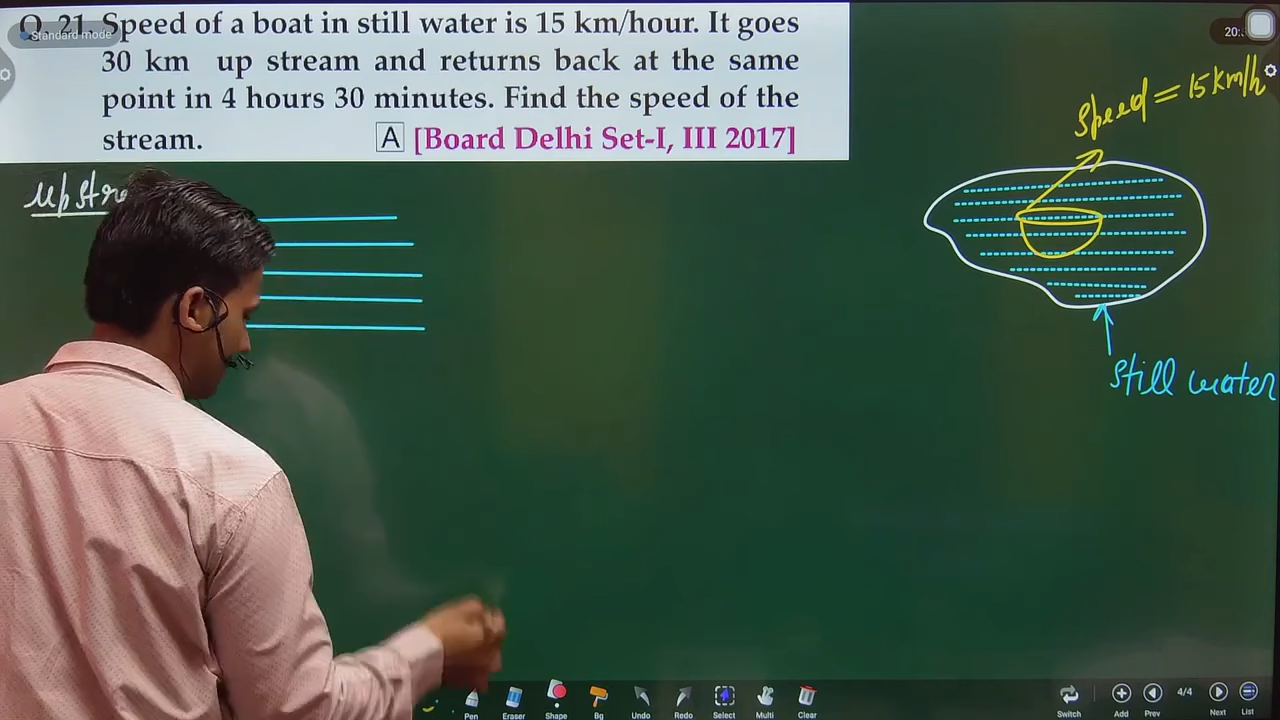 Q. 21. Speed of a boat in still water is 15 km/hour. It goes
30 km up stream and returns back at the same
point in 4 hours 30 minutes. Find the speed of the
stream. A [Board Delhi Set-I, III 2017]
Standard mode
Speed = 15 km/h
still water
Pen Eraser Shape Bg Undo Redo Select Multi Clear
Switch Add Prev 4/4 Next List